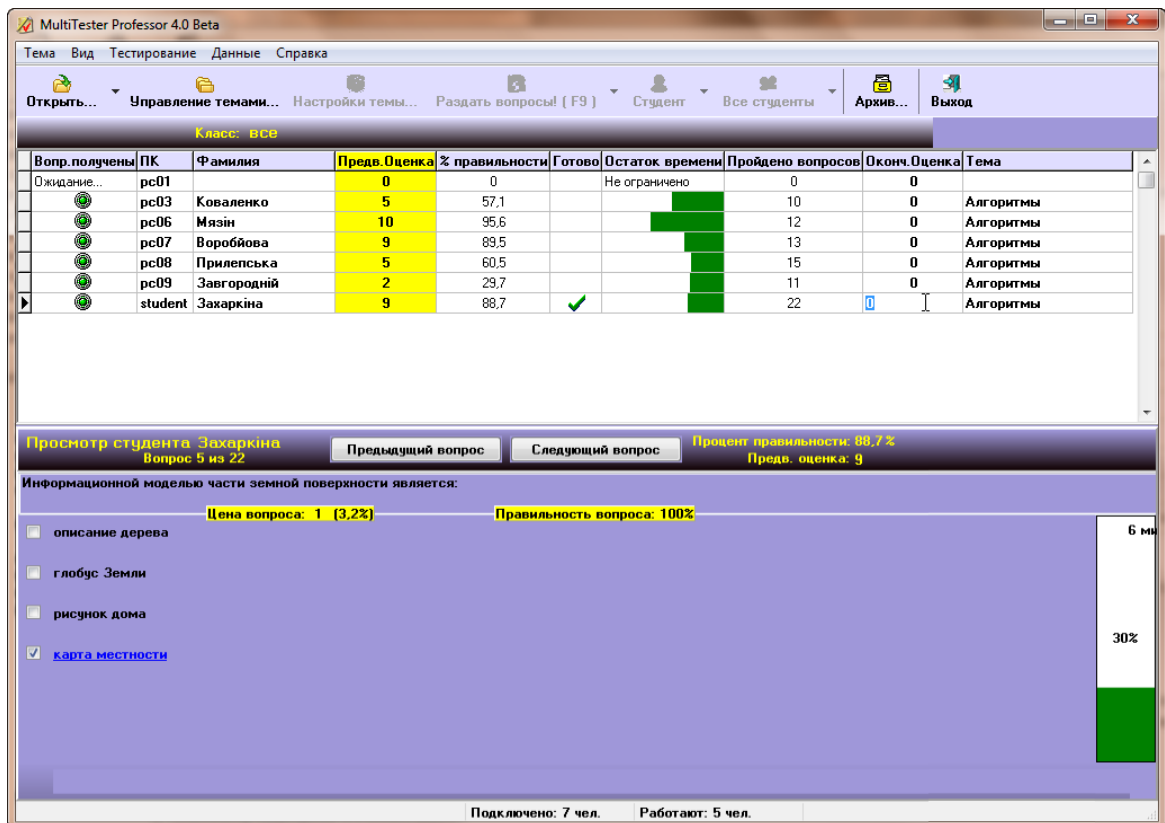 MultiTester Professor 4.0 Beta
Тема Вид Тестирование Данные Справка
Открыть... Управление темами... Настройки темы... Раздать вопросы! ( F9 ) Студент Все студенты Архив... Выход
Класс: все
Вопр.получены ПК Фамилия Предв.Оценка % правильности Готово Остаток времени Пройдено вопросов Оконч.Оценка Тема
Ожидание... pc01 0 0 Не ограничено 0 0
pc03 Коваленко 5 57,1 10 0 Алгоритмы
pc06 Мязін 10 95,6 12 0 Алгоритмы
pc07 Воробйова 9 89,5 13 0 Алгоритмы
pc08 Прилепська 5 60,5 15 0 Алгоритмы
pc09 Завгородній 2 29,7 11 0 Алгоритмы
student Захаркіна 9 88,7 22 0 Алгоритмы
Просмотр студента Захаркіна
Вопрос 5 из 22
Предыдущий вопрос Следующий вопрос
Процент правильности: 88,7%
Предв. оценка: 9
Информационной моделью части земной поверхности является:
Цена вопроса: 1 (3,2%) Правильность вопроса: 100%
описание дерева
6 ми
глобус Земли
рисунок дома
30%
карта местности
Подключено: 7 чел. Работают: 5 чел.